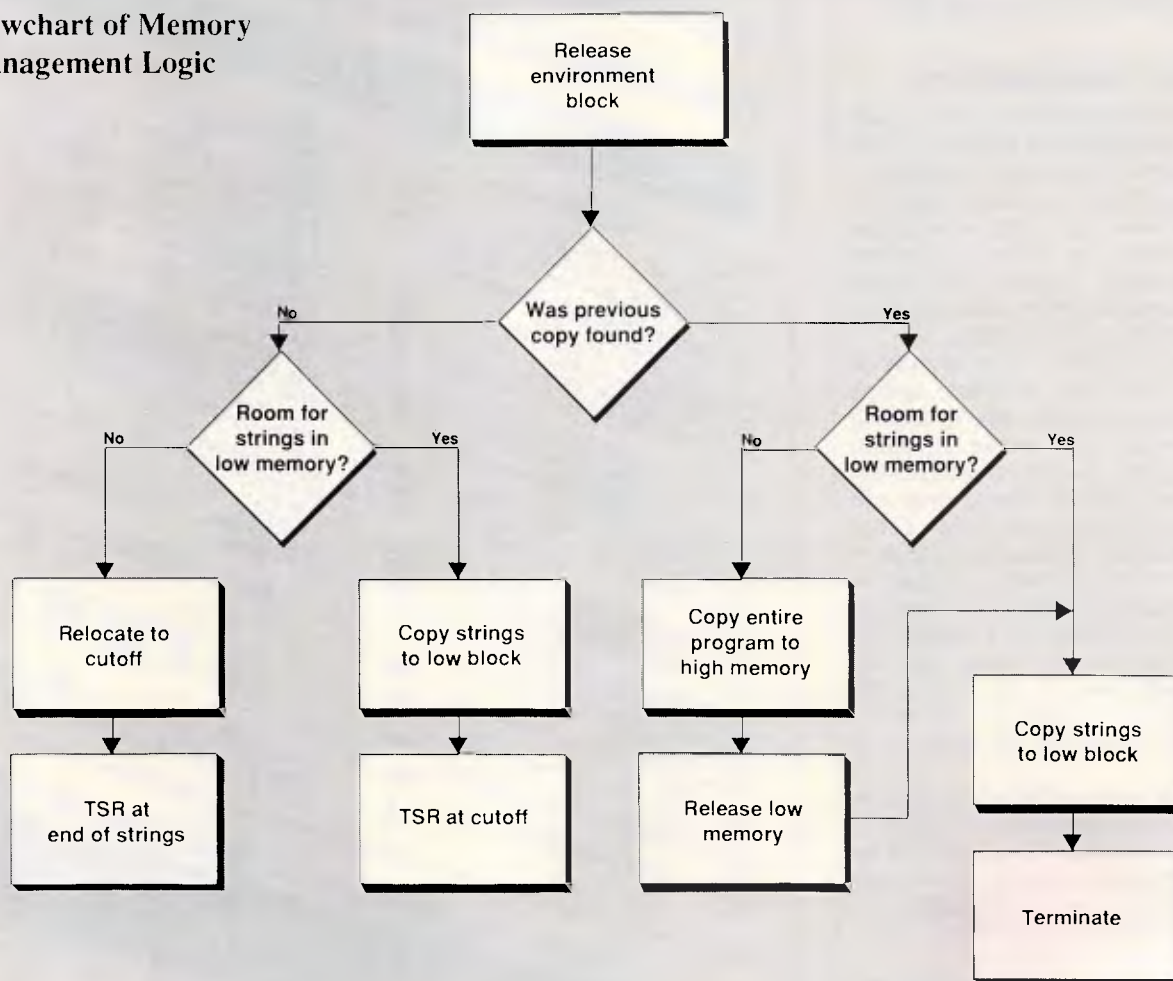 wchart of Memory
nagement Logic
Release
environment
block
Was previous
copy found?
No
Yes
Room for
strings in
low memory?
No
Yes
Room for
strings in
low memory?
No
Yes
Relocate to
cutoff
Copy strings
to low block
Copy entire
program to
high memory
Copy strings
to low block
TSR at
end of strings
TSR at cutoff
Release low
memory
Terminate